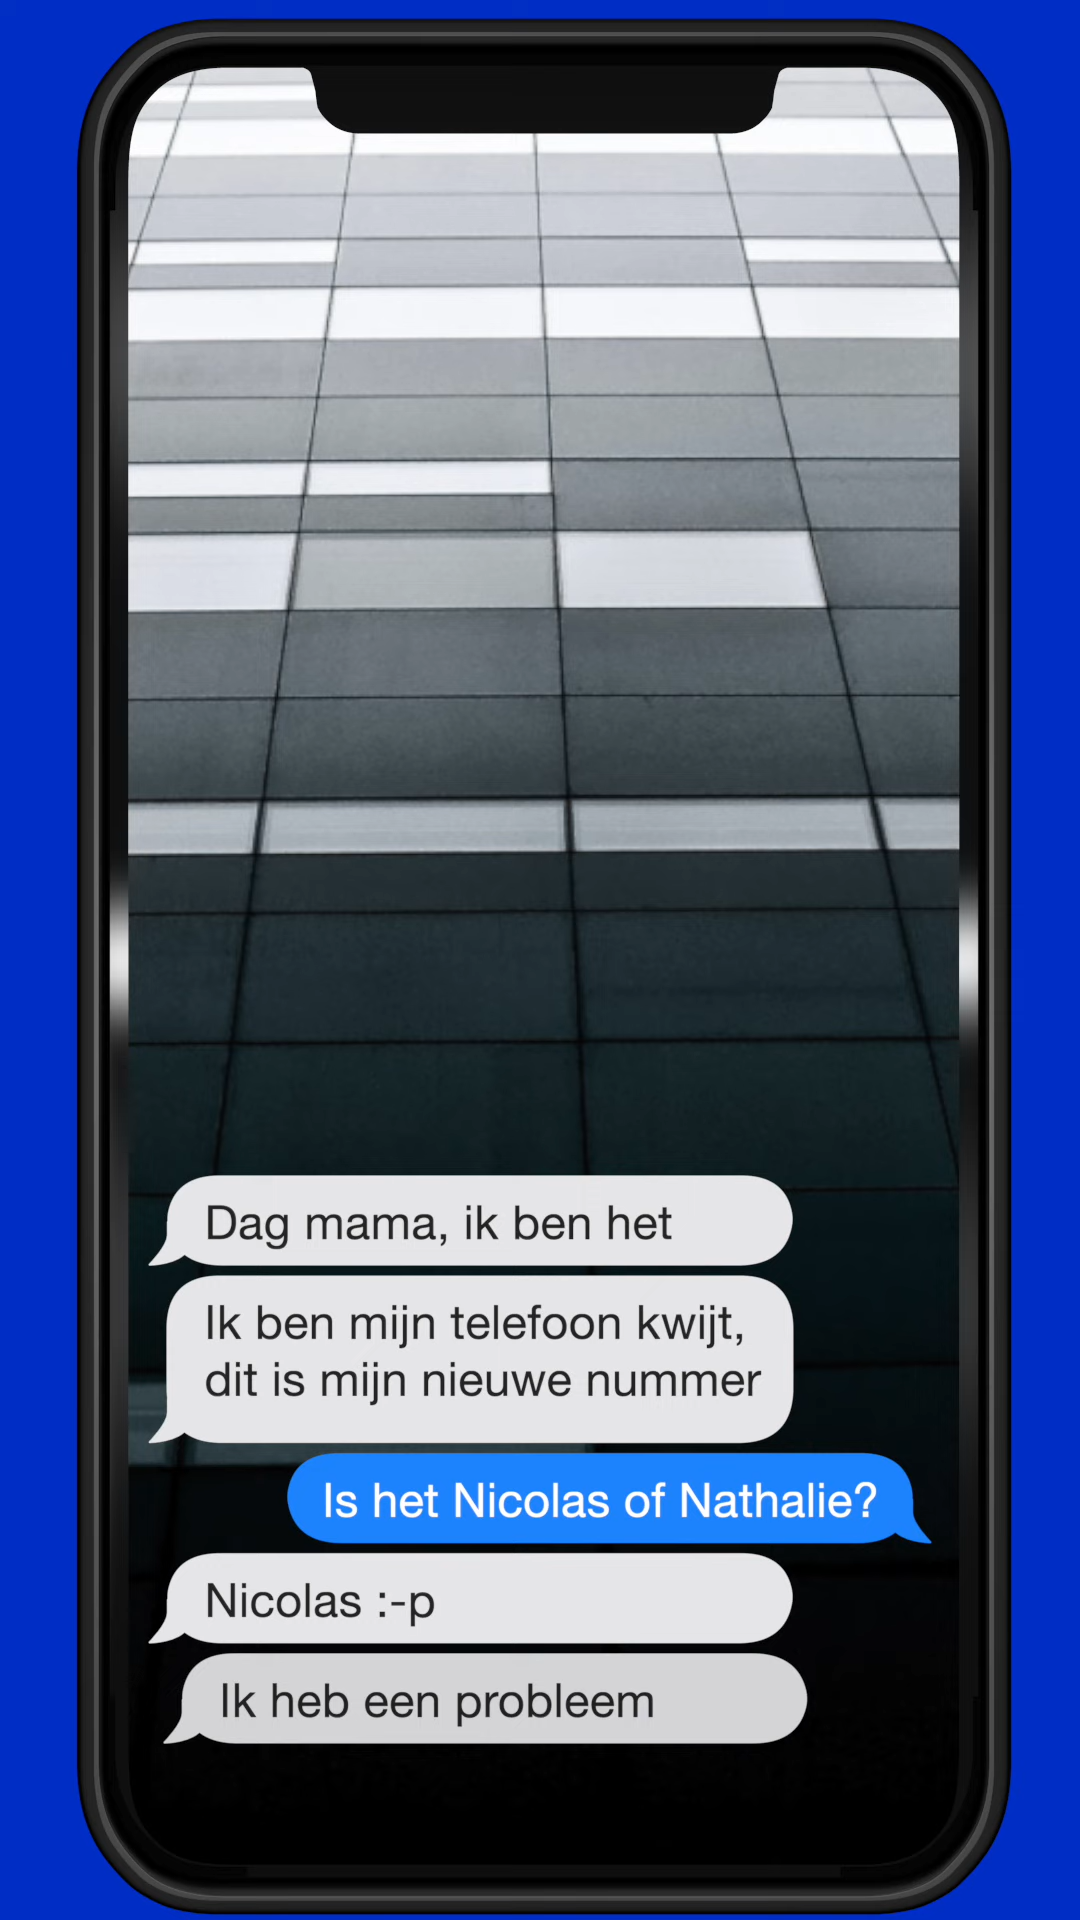 Dag mama, ik ben het
Ik ben mijn telefoon kwijt,
dit is mijn nieuwe nummer
Is het Nicolas of Nathalie?
Nicolas :-p
Ik heb een probleem